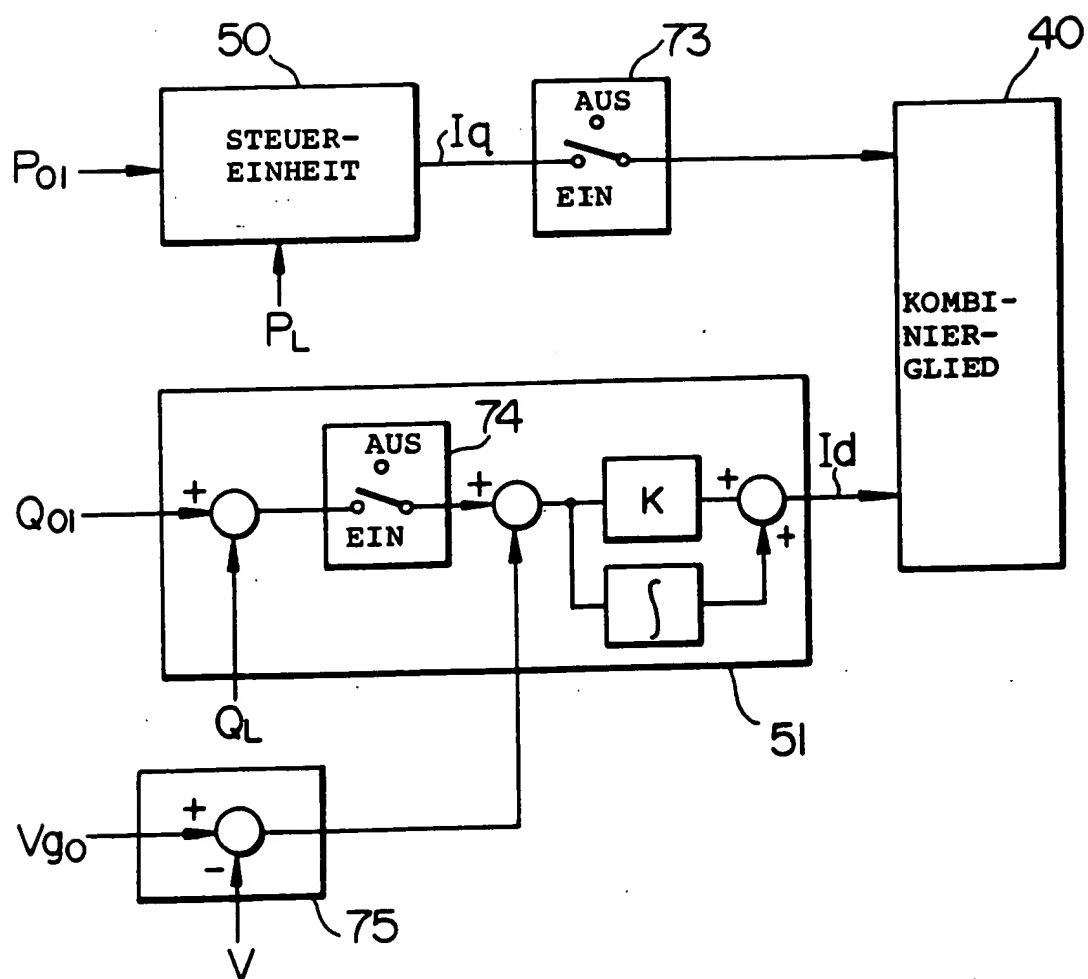 50
73
40
STEUER-
EINHEIT
Iq
AUS
EIN
P01
PL
KOMBI-
NIER-
GLIED
74
AUS
EIN
+
+
K
+
+
∫
Id
Q01
QL
51
Vg0
+
-
V
75